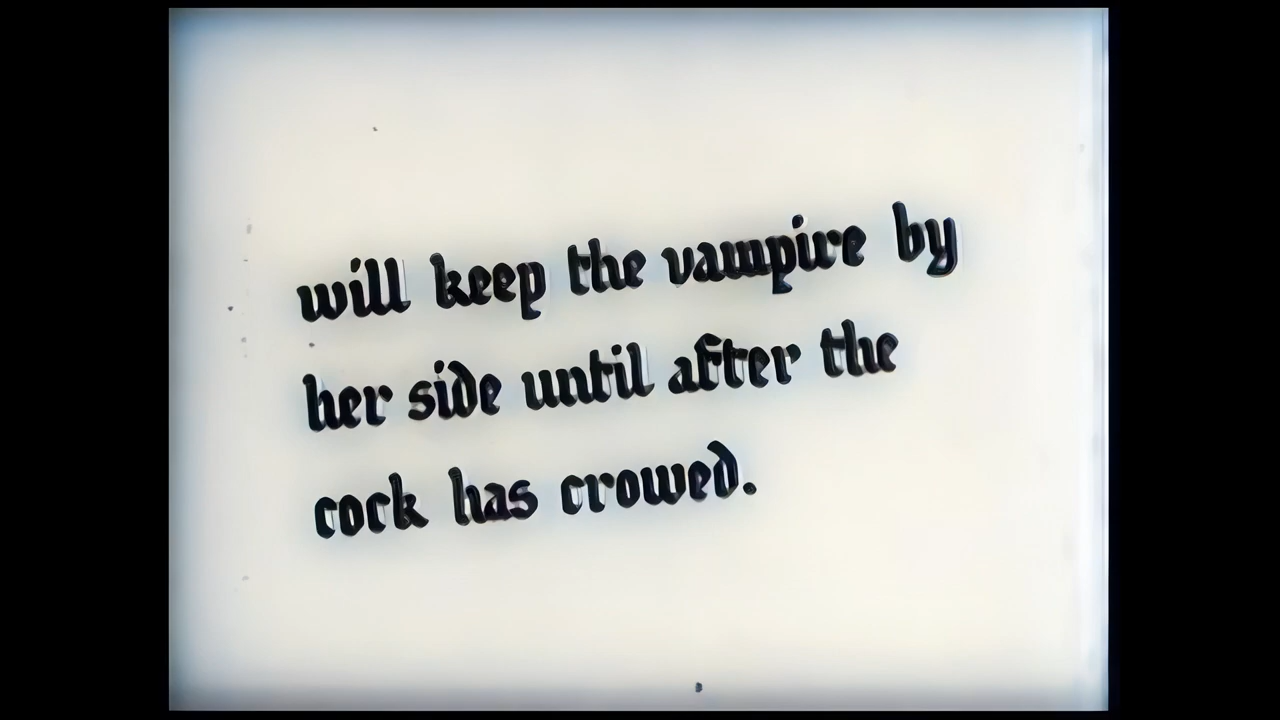 will keep the vampire by
her side until after the
cock has crowed.